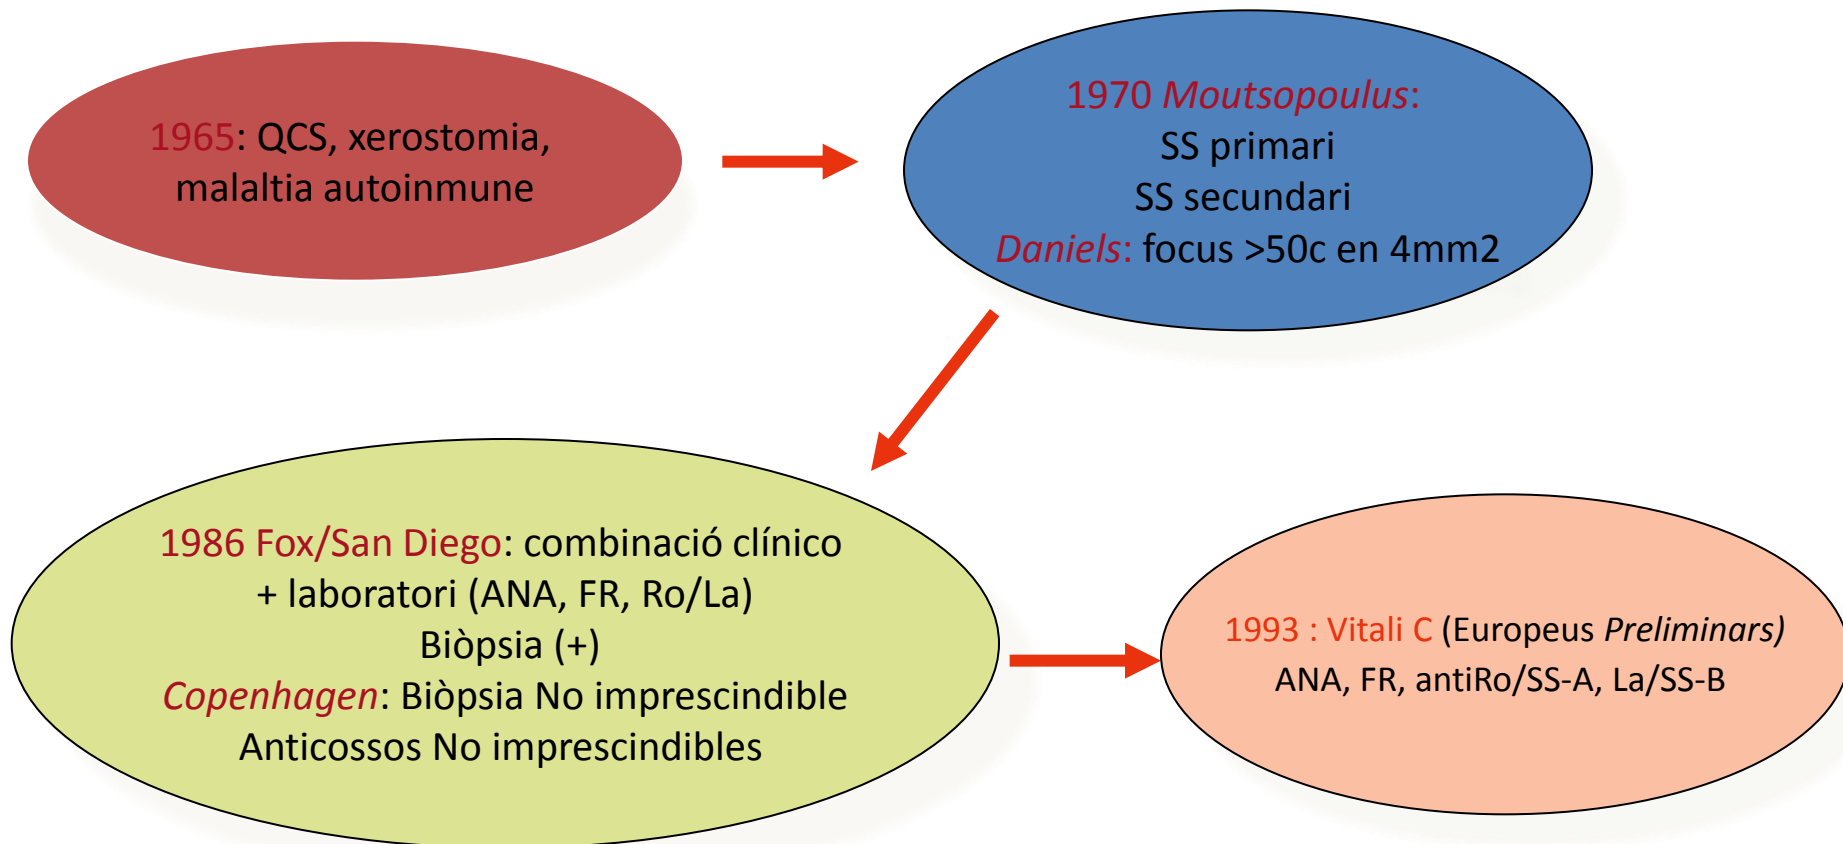 1965: QCS, xerostomia,
malaltia autoinmune
1970 Moutsopoulus:
SS primari
SS secundari
Daniels: focus >50c en 4mm2
1986 Fox/San Diego: combinació clínico
+ laboratori (ANA, FR, Ro/La)
Biòpsia (+)
Copenhagen: Biòpsia No imprescindible
Anticossos No imprescindibles
1993 : Vitali C (Europeus Preliminars)
ANA, FR, antiRo/SS-A, La/SS-B